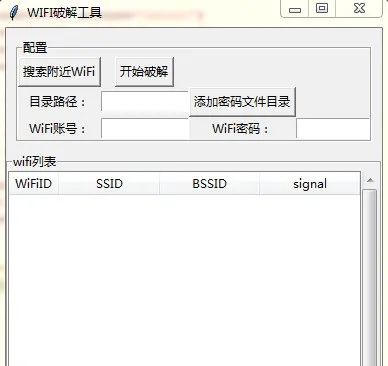 WIFI破解工具
配置
搜索附近WiFi 开始破解
目录路径： 添加密码文件目录
WiFi账号： WiFi密码：
wifi列表
WiFiID SSID BSSID signal